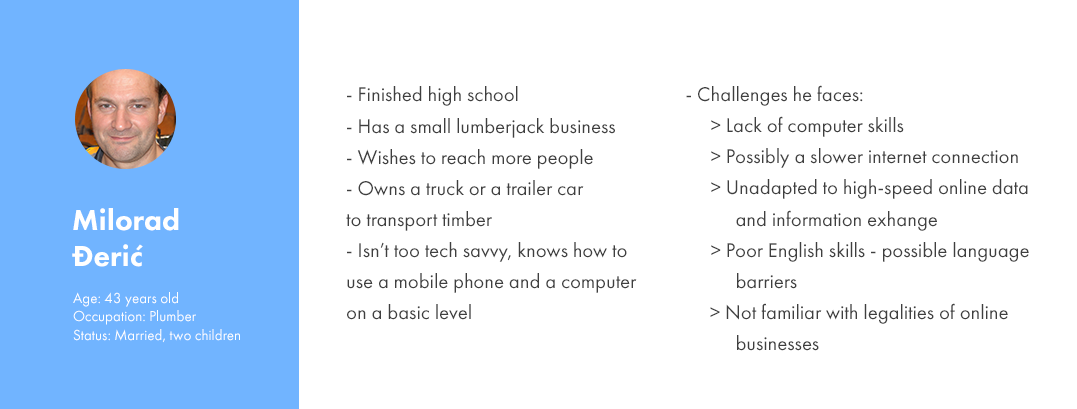 Milorad
Đerić
Age: 43 years old
Occupation: Plumber
Status: Married, two children
- Finished high school
- Has a small lumberjack business
- Wishes to reach more people
- Owns a truck or a trailer car
to transport timber
- Isn’t too tech savvy, knows how to
use a mobile phone and a computer
on a basic level
- Challenges he faces:
> Lack of computer skills
> Possibly a slower internet connection
> Unadapted to high-speed online data
and information exhange
> Poor English skills - possible language
barriers
> Not familiar with legalities of online
businesses